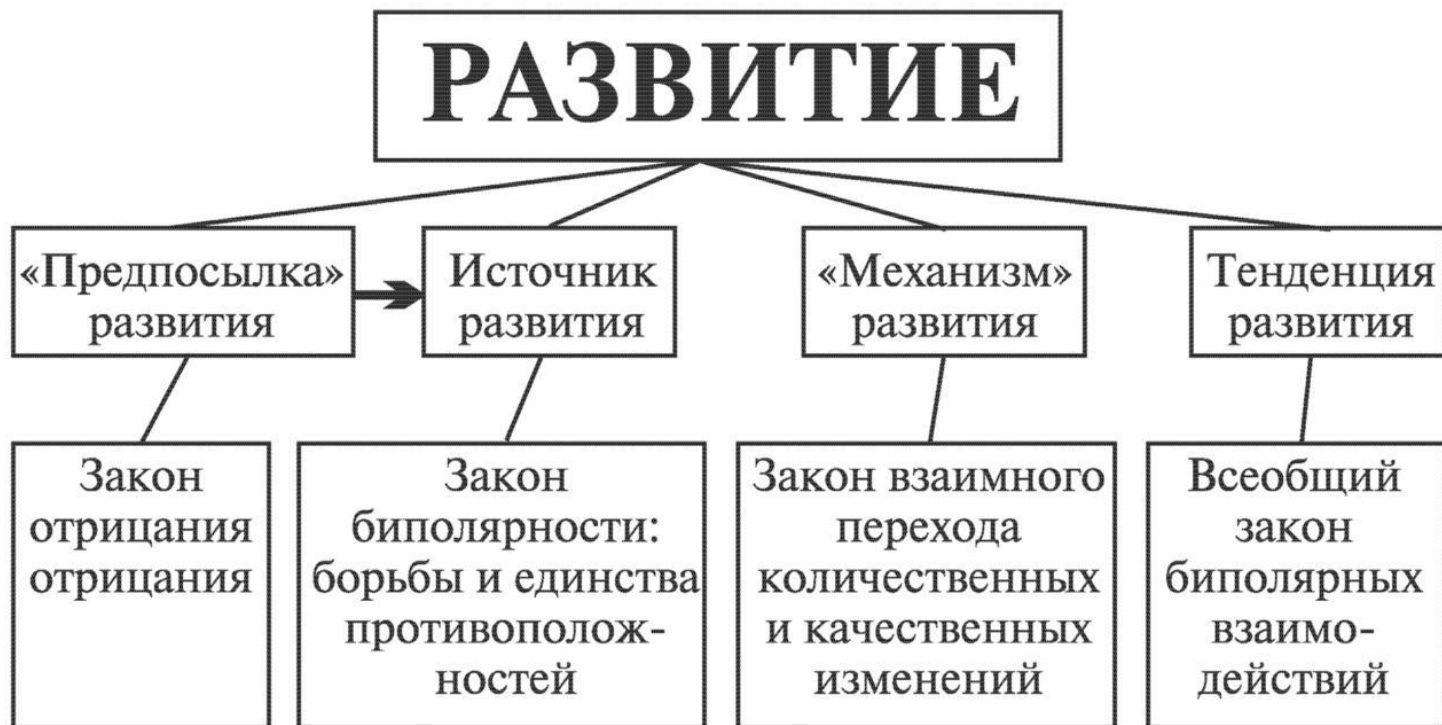 РАЗВИТИЕ
«Предпосылка»
развития
Источник
развития
«Механизм»
развития
Тенденция
развития
Закон
отрицания
отрицания
Закон
биполярности:
борьбы и единства
противополож-
ностей
Закон взаимного
перехода
количественных
и качественных
изменений
Всеобщий
закон
биполярных
взаимо-
действий